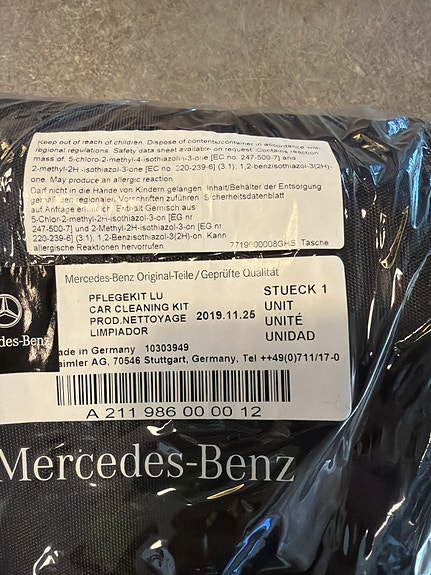 Keep out of reach of children. Dispose of contents/container in accordance with
regional regulations. Safety data sheet available on request. Contains reaction
mass of: 5-chloro-2-methyl-4-isothiazolin-3-one [EC no. 247-500-7] and
2-methyl-2H-isothiazol-3-one [EC no. 220-239-6] (3:1); 1,2-benzisothiazol-3(2H)-
one. May produce an allergic reaction.
Darf nicht in die Hände von Kindern gelangen. Inhalt/Behälter der Entsorgung
gemäß den regionalen Vorschriften zuführen. Sicherheitsdatenblatt
auf Anfrage erhältlich. Enthält Gemisch aus:
5-Chlor-2-methyl-2H-isothiazol-3-on [EG nr.
247-500-7] und 2-Methyl-2H-isothiazol-3-on [EG nr.
220-239-6] (3:1); 1,2-Benzisothiazol-3(2H)-on. Kann
allergische Reaktionen hervorrufen. 7719000008GHS Tasche
Mercedes-Benz Original-Teile/Geprüfte Qualität
PFLEGEKIT LU
CAR CLEANING KIT
PROD.NETTOYAGE
LIMPIADOR
2019.11.25
STUECK 1
UNIT
UNITÉ
UNIDAD
des-Benz
ade in Germany 10303949
aimler AG, 70546 Stuttgart, Germany, Tel ++49(0)711/17-0
A 211 986 00 00 12
Mercedes-Benz